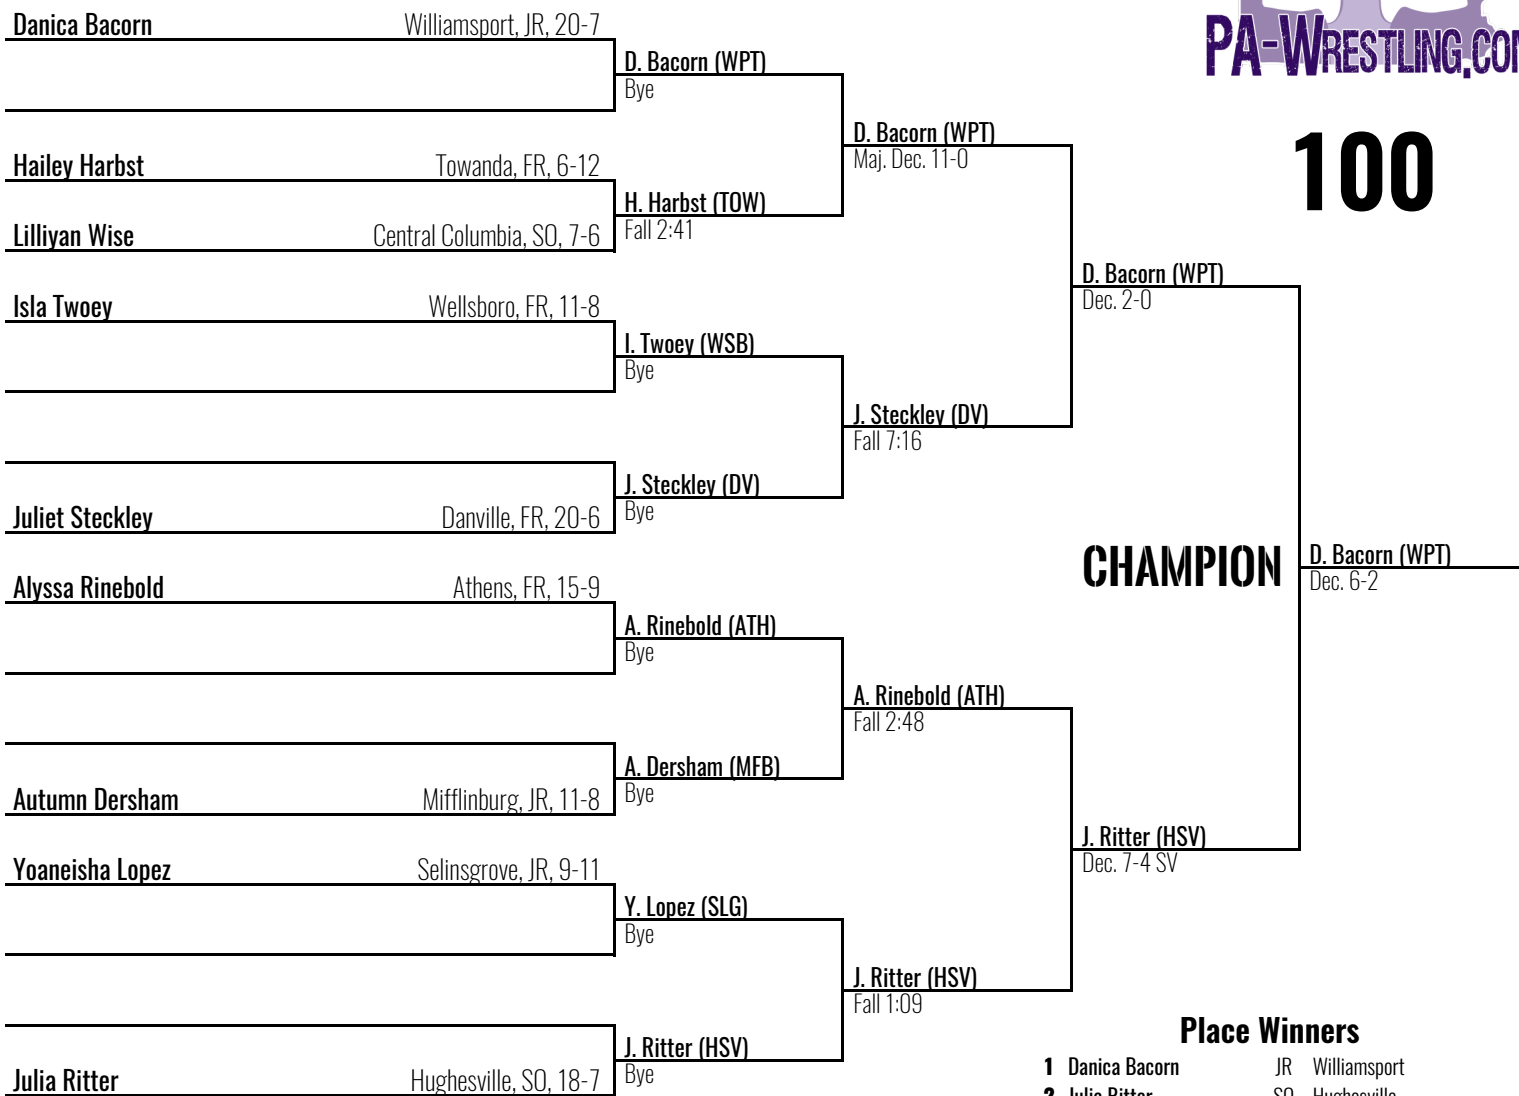 Danica Bacorn Williamsport, JR, 20-7
D. Bacorn (WPT)
Bye
Hailey Harbst Towanda, FR, 6-12
H. Harbst (TOW)
Fall 2:41
Lilliyan Wise Central Columbia, SO, 7-6
D. Bacorn (WPT)
Maj. Dec. 11-0
Isla Twoey Wellsboro, FR, 11-8
I. Twoey (WSB)
Bye
J. Steckley (DV)
Bye
Juliet Steckley Danville, FR, 20-6
J. Steckley (DV)
Fall 7:16
D. Bacorn (WPT)
Dec. 2-0
Alyssa Rinebold Athens, FR, 15-9
A. Rinebold (ATH)
Bye
A. Dersham (MFB)
Bye
Autumn Dersham Mifflinburg, JR, 11-8
A. Rinebold (ATH)
Fall 2:48
Yoaneisha Lopez Selinsgrove, JR, 9-11
Y. Lopez (SLG)
Bye
J. Ritter (HSV)
Bye
Julia Ritter Hughesville, SO, 18-7
J. Ritter (HSV)
Fall 1:09
J. Ritter (HSV)
Dec. 7-4 SV
CHAMPION
D. Bacorn (WPT)
Dec. 6-2
PA-WRESTLING.COM
100
Place Winners
1 Danica Bacorn JR Williamsport
2 Julia Ritter SO Hughesville